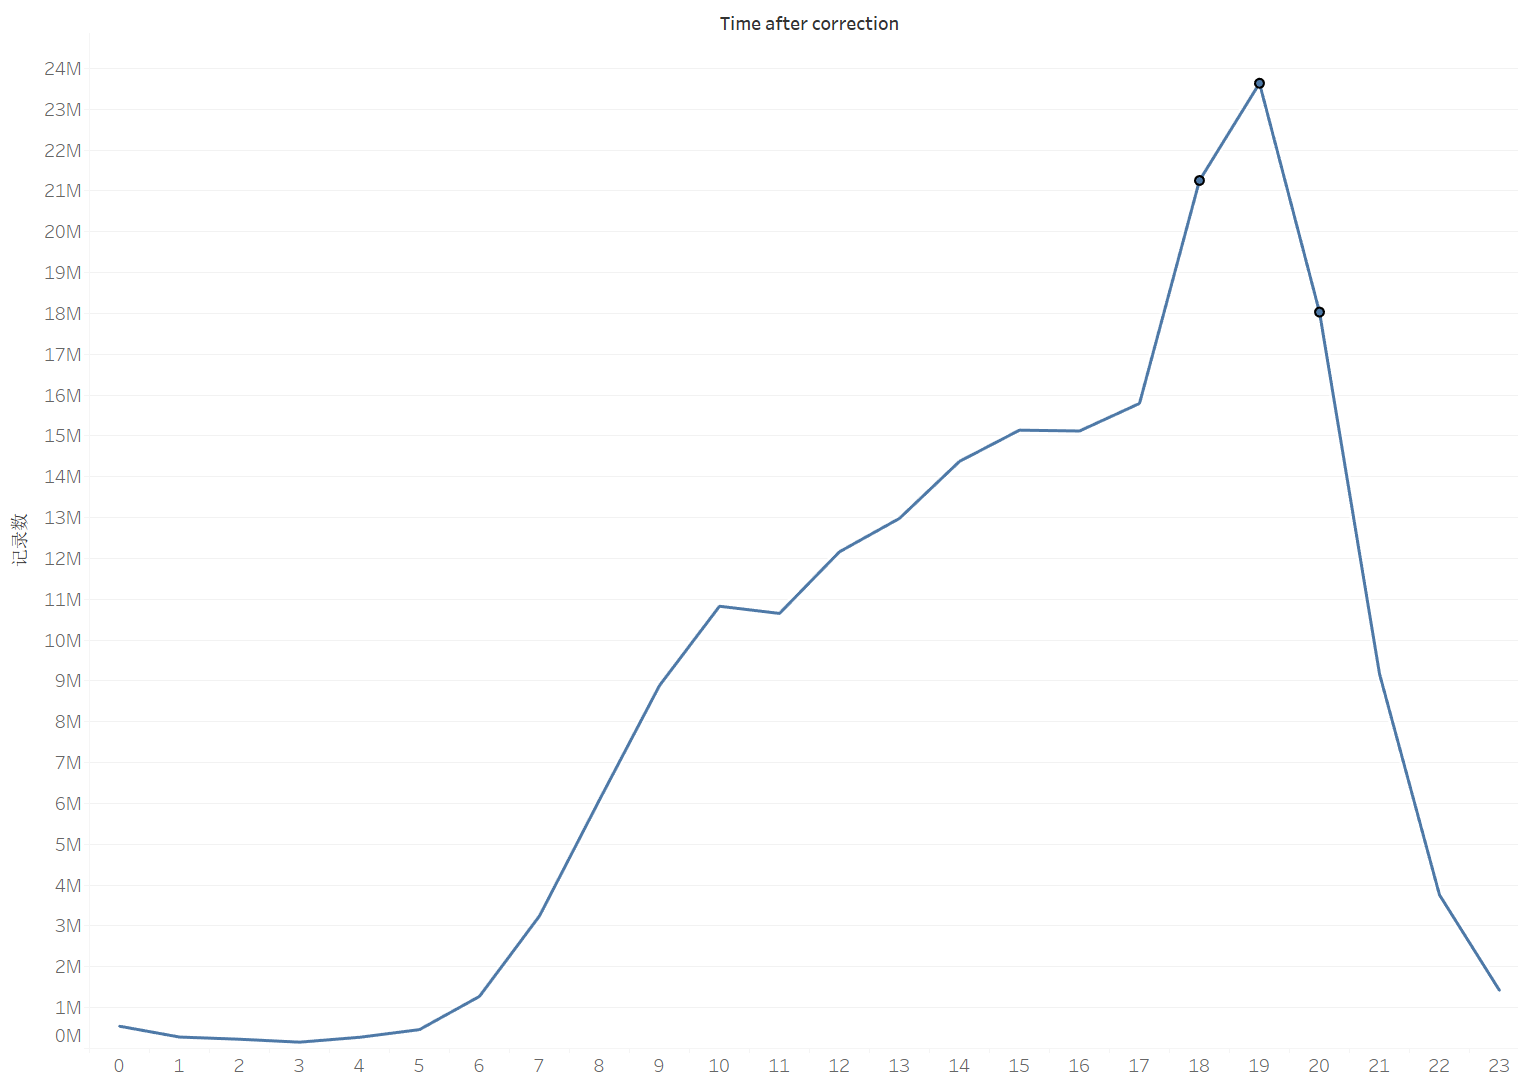 Time after correction
24M
23M
22M
21M
20M
19M
18M
17M
16M
15M
14M
13M
12M
11M
10M
9M
8M
7M
6M
5M
4M
3M
2M
1M
0M
记录数
0 1 2 3 4 5 6 7 8 9 10 11 12 13 14 15 16 17 18 19 20 21 22 23